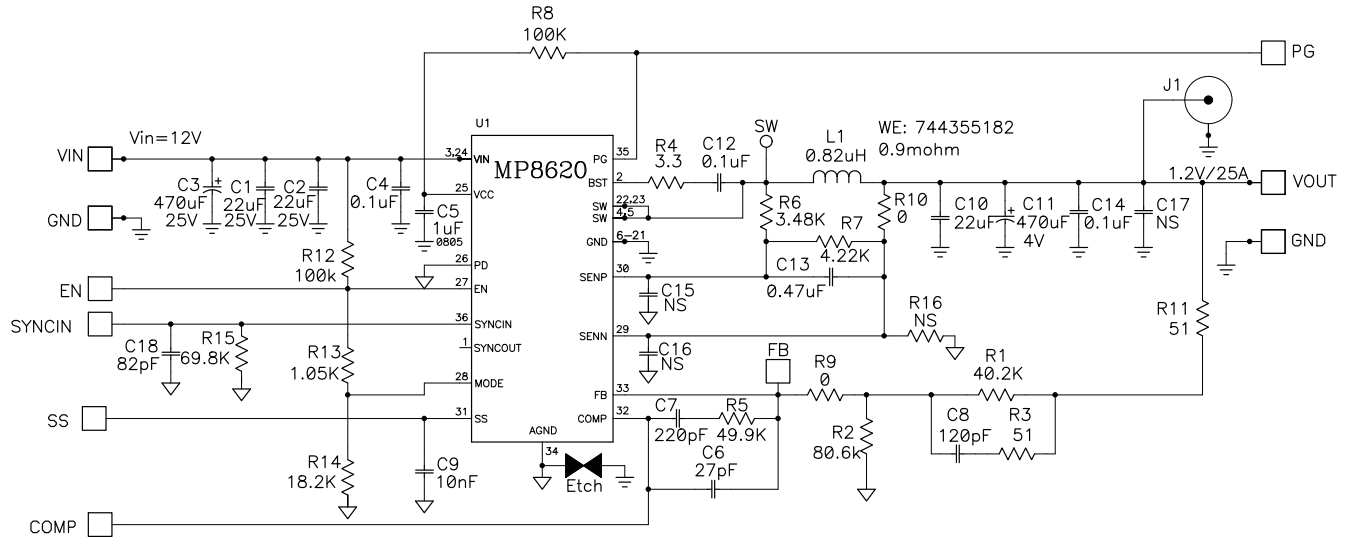 R8
100K
PG
J1
Vin=12V
U1
SW
L1
0.82uH
WE: 744355182
0.9mohm
VIN
3,24
VIN
MP8620
PG
35
R4
3.3
C12
0.1uF
C3
470uF
25V
+
C1
22uF
25V
C2
22uF
25V
C4
0.1uF
25
VCC
BST
2
1.2V/25A
VOUT
GND
C5
1uF
0805
SW
22,23
SW
4,5
R6
3.48K
R7
4.22K
R10
0
C10
22uF
+
C11
470uF
4V
C14
0.1uF
C17
NS
GND
6-21
GND
R12
100k
26
PD
SENP
30
C13
0.47uF
EN
27
EN
C15
NS
R16
NS
R11
51
SYNCIN
36
SYNCIN
C18
82pF
R15
69.8K
1
SYNCOUT
SENN
29
C16
NS
R13
1.05K
28
MODE
FB
R9
0
R1
40.2K
FB
33
SS
31
SS
COMP
32
C7
220pF
R5
49.9K
R2
80.6k
C8
120pF
R3
51
AGND
34
C6
27pF
R14
18.2K
C9
10nF
Etch
COMP